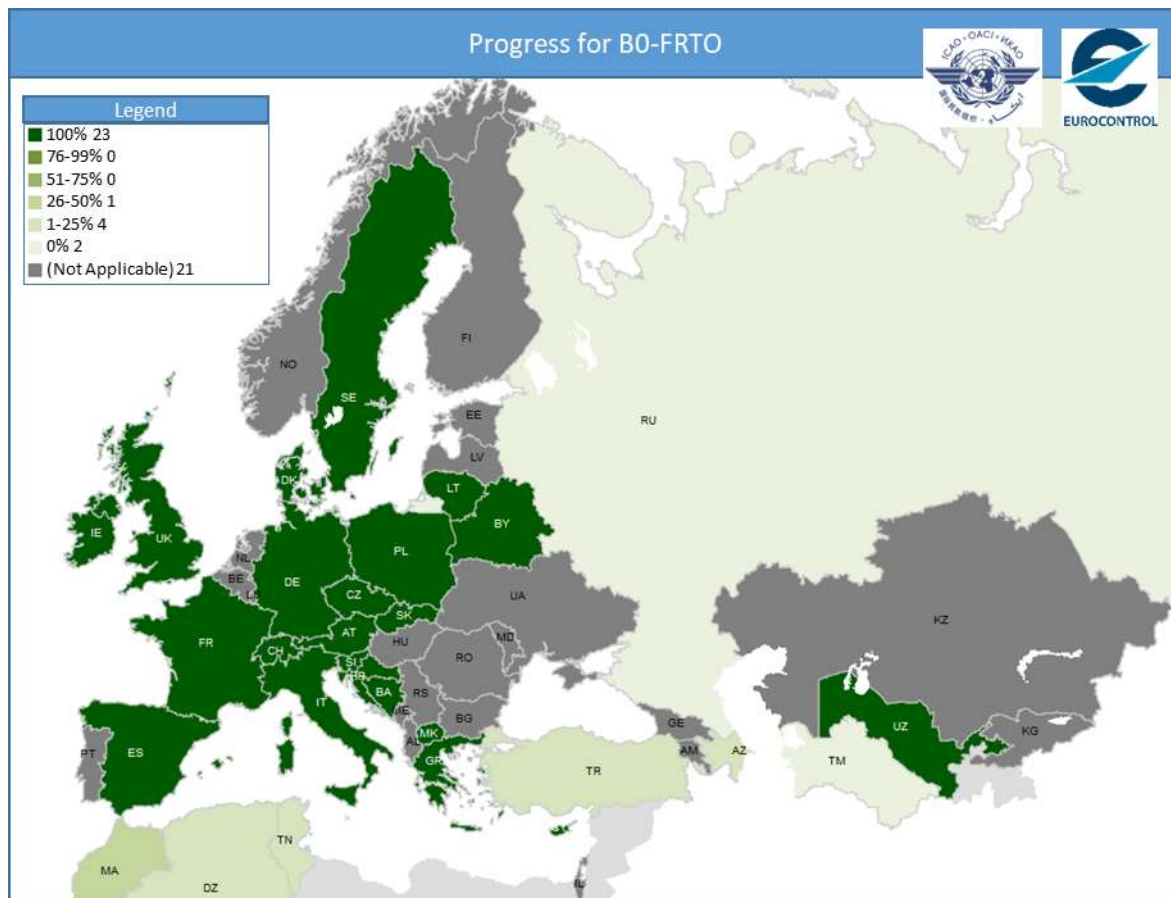 Progress for B0-FRTO
ICAO · OACI · ИКАО
EUROCONTROL
Legend
100% 23
76-99% 0
51-75% 0
26-50% 1
1-25% 4
0% 2
(Not Applicable) 21
NO
FI
SE
RU
EE
LV
DK
LT
IE
UK
BY
NL
PL
BE
DE
UA
CZ
SK
KZ
FR
AT
MD
CH
HU
SI
RO
BA
IT
RS
ME
BG
GE
UZ
KG
PT
ES
MK
AL
AM
AZ
GR
TR
TM
TN
MA
DZ
IL